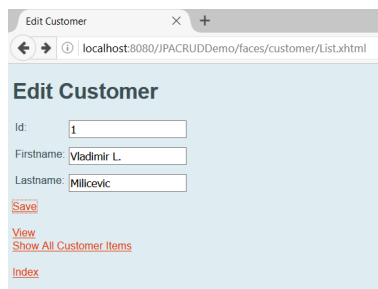 Edit Customer
localhost:8080/JPACRUDDemo/faces/customer/List.xhtml
Edit Customer
Id: 1
Firstname: Vladimir L.
Lastname: Milicevic
Save
View
Show All Customer Items
Index